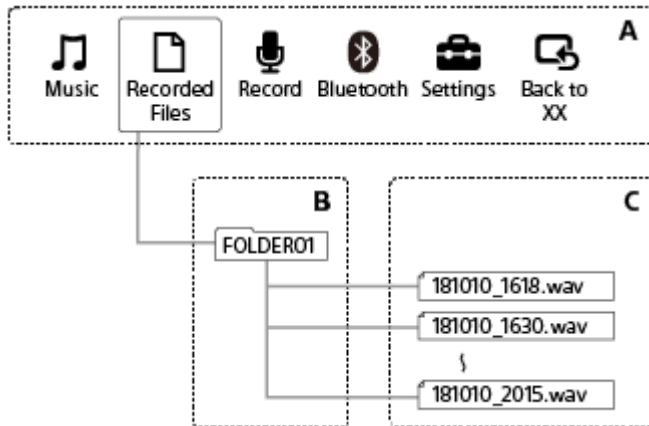 A
Music
Recorded
Files
Record
Bluetooth
Settings
Back to
XX
B
C
FOLDER01
181010_1618.wav
181010_1630.wav
181010_2015.wav